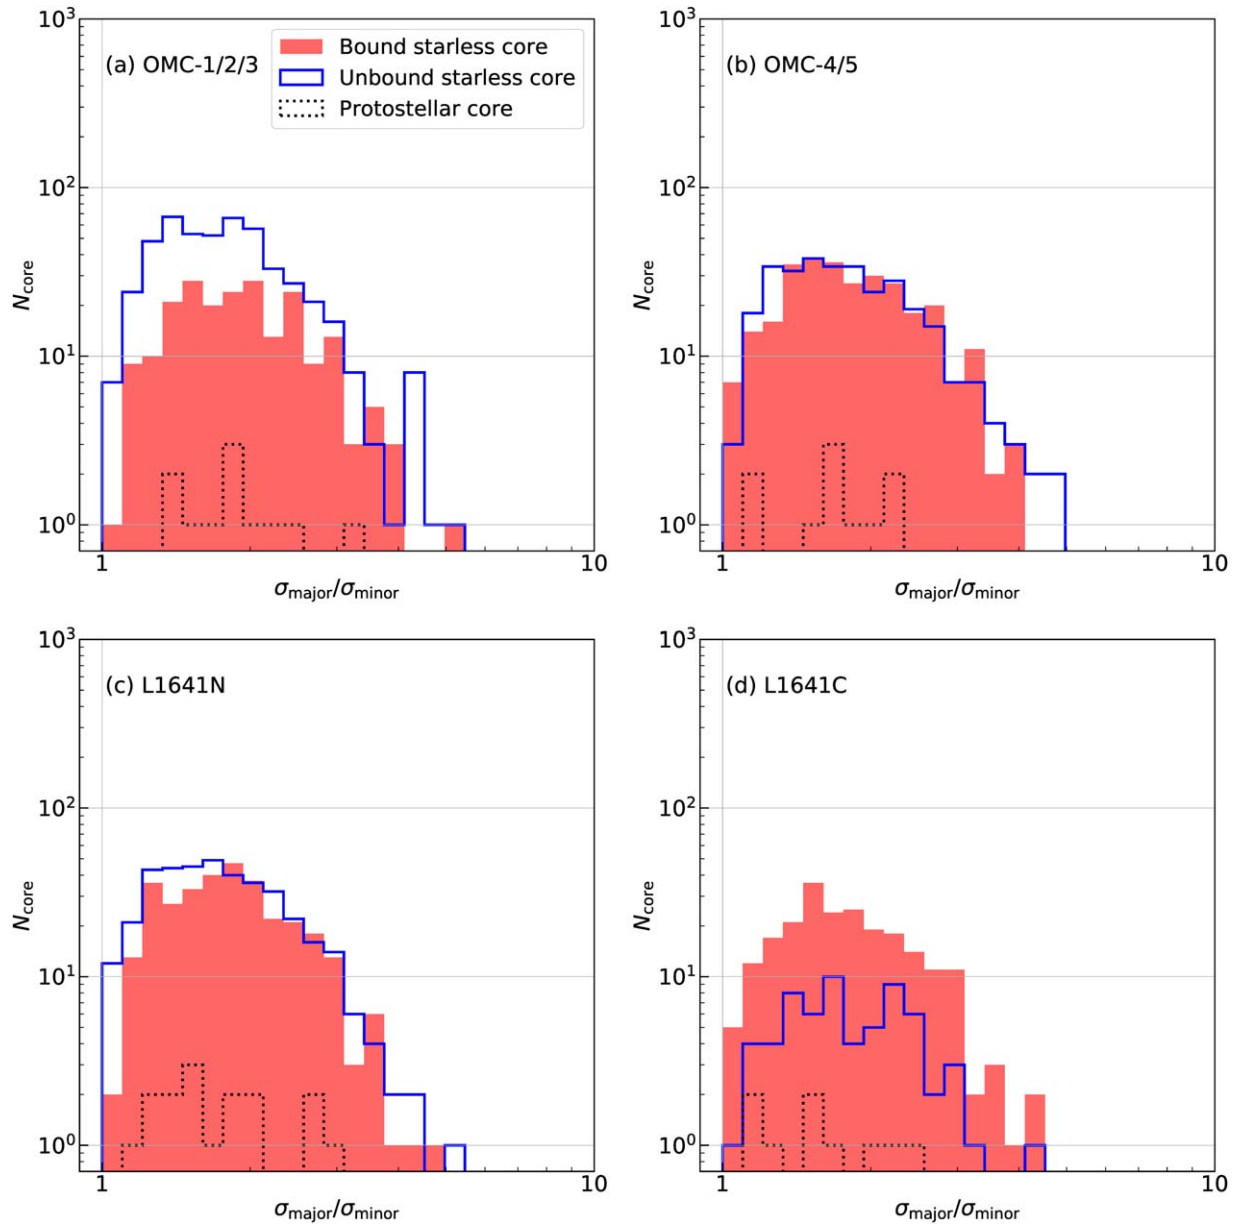 (a) OMC-1/2/3
Bound starless core
Unbound starless core
Protostellar core
10³
10²
10¹
10⁰
N_core
1
10
σ_major/σ_minor
(b) OMC-4/5
10³
10²
10¹
10⁰
N_core
1
10
σ_major/σ_minor
(c) L1641N
10³
10²
10¹
10⁰
N_core
1
10
σ_major/σ_minor
(d) L1641C
10³
10²
10¹
10⁰
N_core
1
10
σ_major/σ_minor